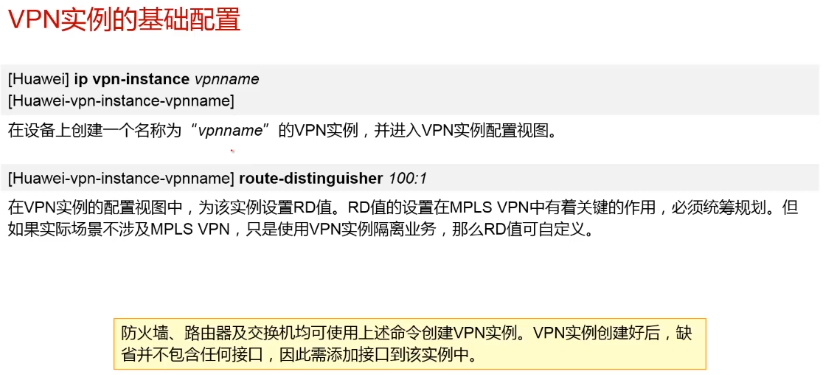 VPN实例的基础配置
[Huawei] ip vpn-instance vpnname
[Huawei-vpn-instance-vpnname]
在设备上创建一个名称为“vpnname”的VPN实例，并进入VPN实例配置视图。
[Huawei-vpn-instance-vpnname] route-distinguisher 100:1
在VPN实例的配置视图中，为该实例设置RD值。RD值的设置在MPLS VPN中有着关键的作用，必须统筹规划。但
如果实际场景不涉及MPLS VPN，只是使用VPN实例隔离业务，那么RD值可自定义。
防火墙、路由器及交换机均可使用上述命令创建VPN实例。VPN实例创建好后，缺
省并不包含任何接口，因此需添加接口到该实例中。